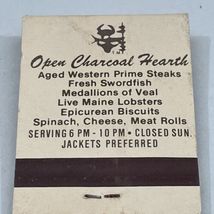 Open Charcoal Hearth
Aged Western Prime Steaks
Fresh Swordfish
Medallions of Veal
Live Maine Lobsters
Epicurean Biscuits
Spinach, Cheese, Meat Rolls
SERVING 6 PM - 10 PM • CLOSED SUN.
JACKETS PREFERRED